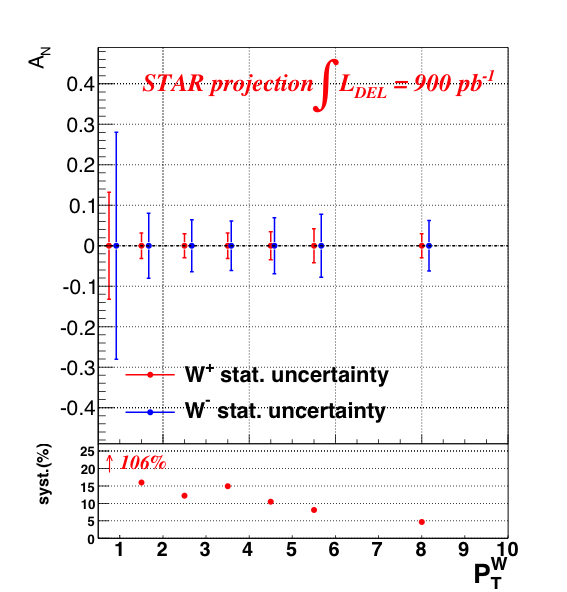 STAR projection ∫ L_DEL = 900 pb^-1
A_N
0.4
0.3
0.2
0.1
0
-0.1
-0.2
-0.3
-0.4
W^+ stat. uncertainty
W^- stat. uncertainty
syst.(%)
25
20
15
10
5
0
↑ 106%
1 2 3 4 5 6 7 8 9 10
P_T^W